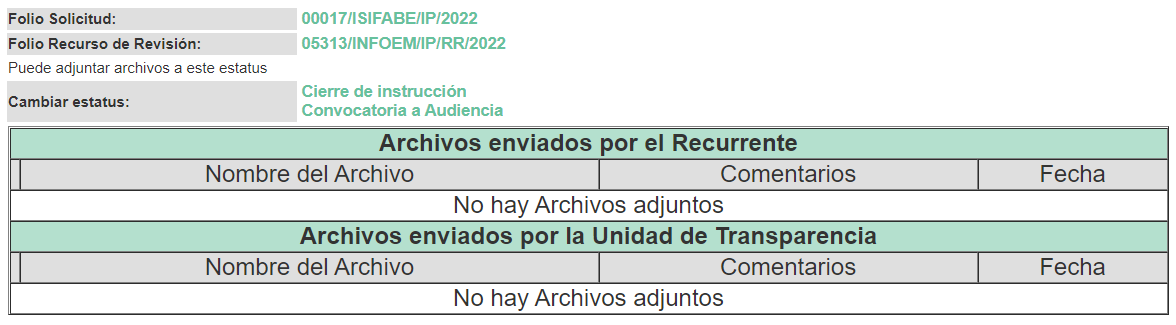 Folio Solicitud: 00017/ISIFABE/IP/2022
Folio Recurso de Revisión: 05313/INFOEM/IP/RR/2022
Puede adjuntar archivos a este estatus
Cambiar estatus: Cierre de instrucción
Convocatoria a Audiencia
Archivos enviados por el Recurrente
Nombre del Archivo Comentarios Fecha
No hay Archivos adjuntos
Archivos enviados por la Unidad de Transparencia
Nombre del Archivo Comentarios Fecha
No hay Archivos adjuntos